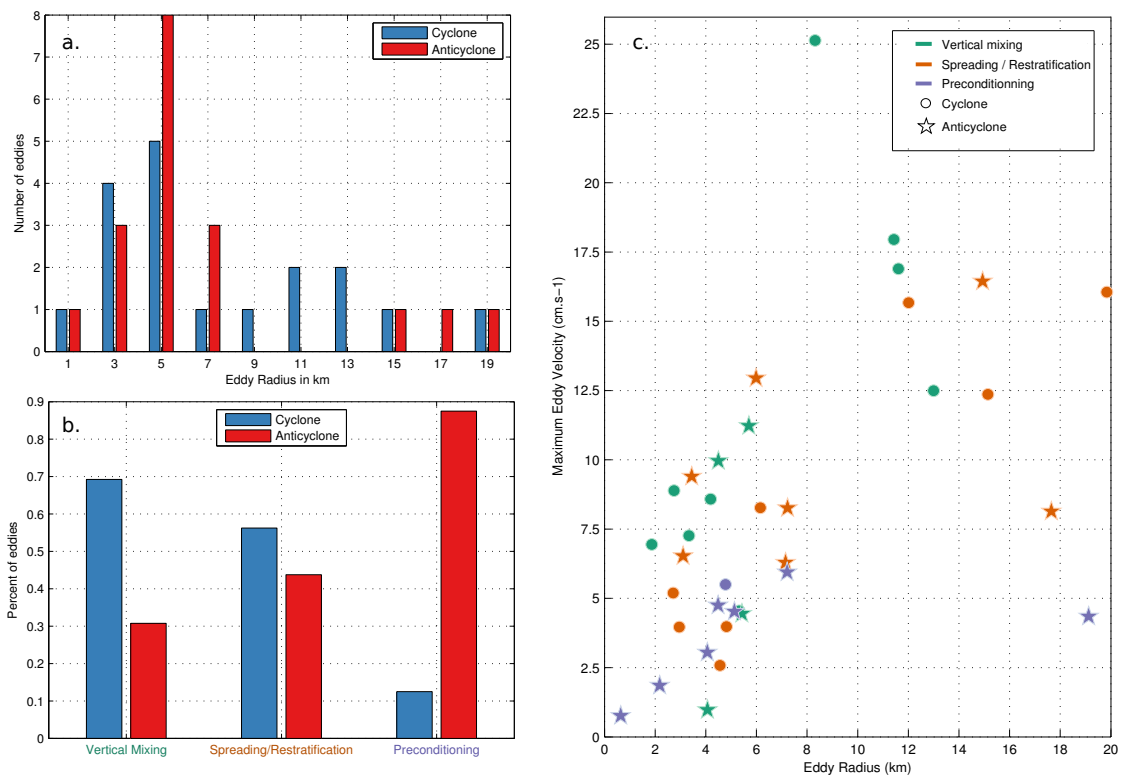 a.
Cyclone
Anticyclone
8
7
6
5
4
3
2
1
0
Number of eddies
1 3 5 7 9 11 13 15 17 19
Eddy Radius in km
b.
Cyclone
Anticyclone
0.9
0.8
0.7
0.6
0.5
0.4
0.3
0.2
0.1
0
Percent of eddies
Vertical Mixing Spreading/Restratification Preconditioning
c.
Vertical mixing
Spreading / Restratification
Preconditionning
Cyclone
Anticyclone
25
22.5
20
17.5
15
12.5
10
7.5
5
2.5
0
Maximum Eddy Velocity (cm.s−1)
0 2 4 6 8 10 12 14 16 18 20
Eddy Radius (km)